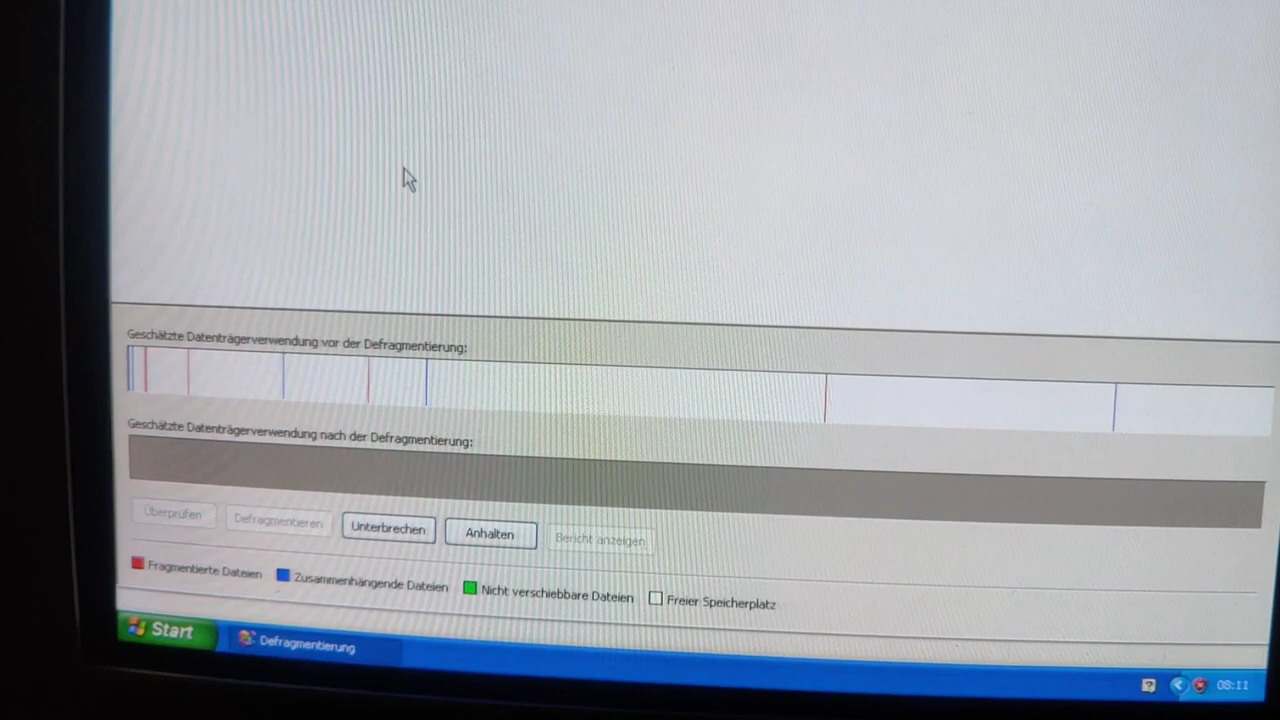 Geschätzte Datenträgerverwendung vor der Defragmentierung:
Geschätzte Datenträgerverwendung nach der Defragmentierung:
Überprüfen Defragmentieren Unterbrechen Anhalten Bericht anzeigen
Fragmentierte Dateien Zusammenhängende Dateien Nicht verschiebbare Dateien Freier Speicherplatz
Start Defragmentierung ? 08:11